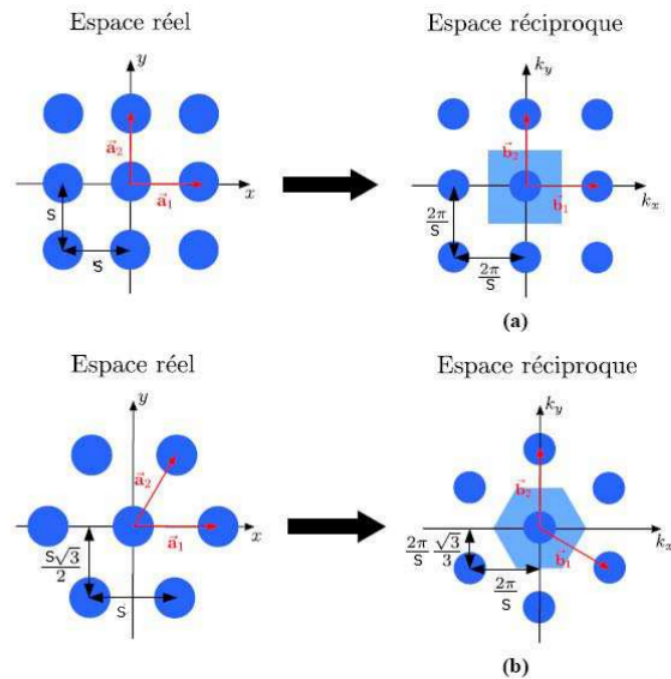 Espace réel
Espace réciproque
y
k_y
a⃗₂
b⃗₂
a⃗₁
x
b⃗₁
k_x
S
2π/S
S
2π/S
(a)
Espace réel
Espace réciproque
y
k_y
a⃗₂
b⃗₂
a⃗₁
x
k_x
S√3/2
2π/S √3/3
b⃗₁
S
2π/S
(b)